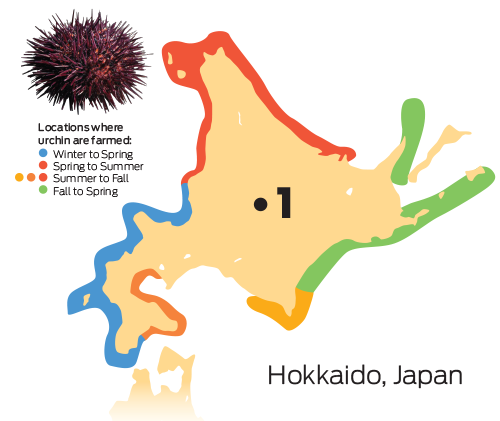 Locations where
urchin are farmed:
Winter to Spring
Spring to Summer
Summer to Fall
Fall to Spring
1
Hokkaido, Japan